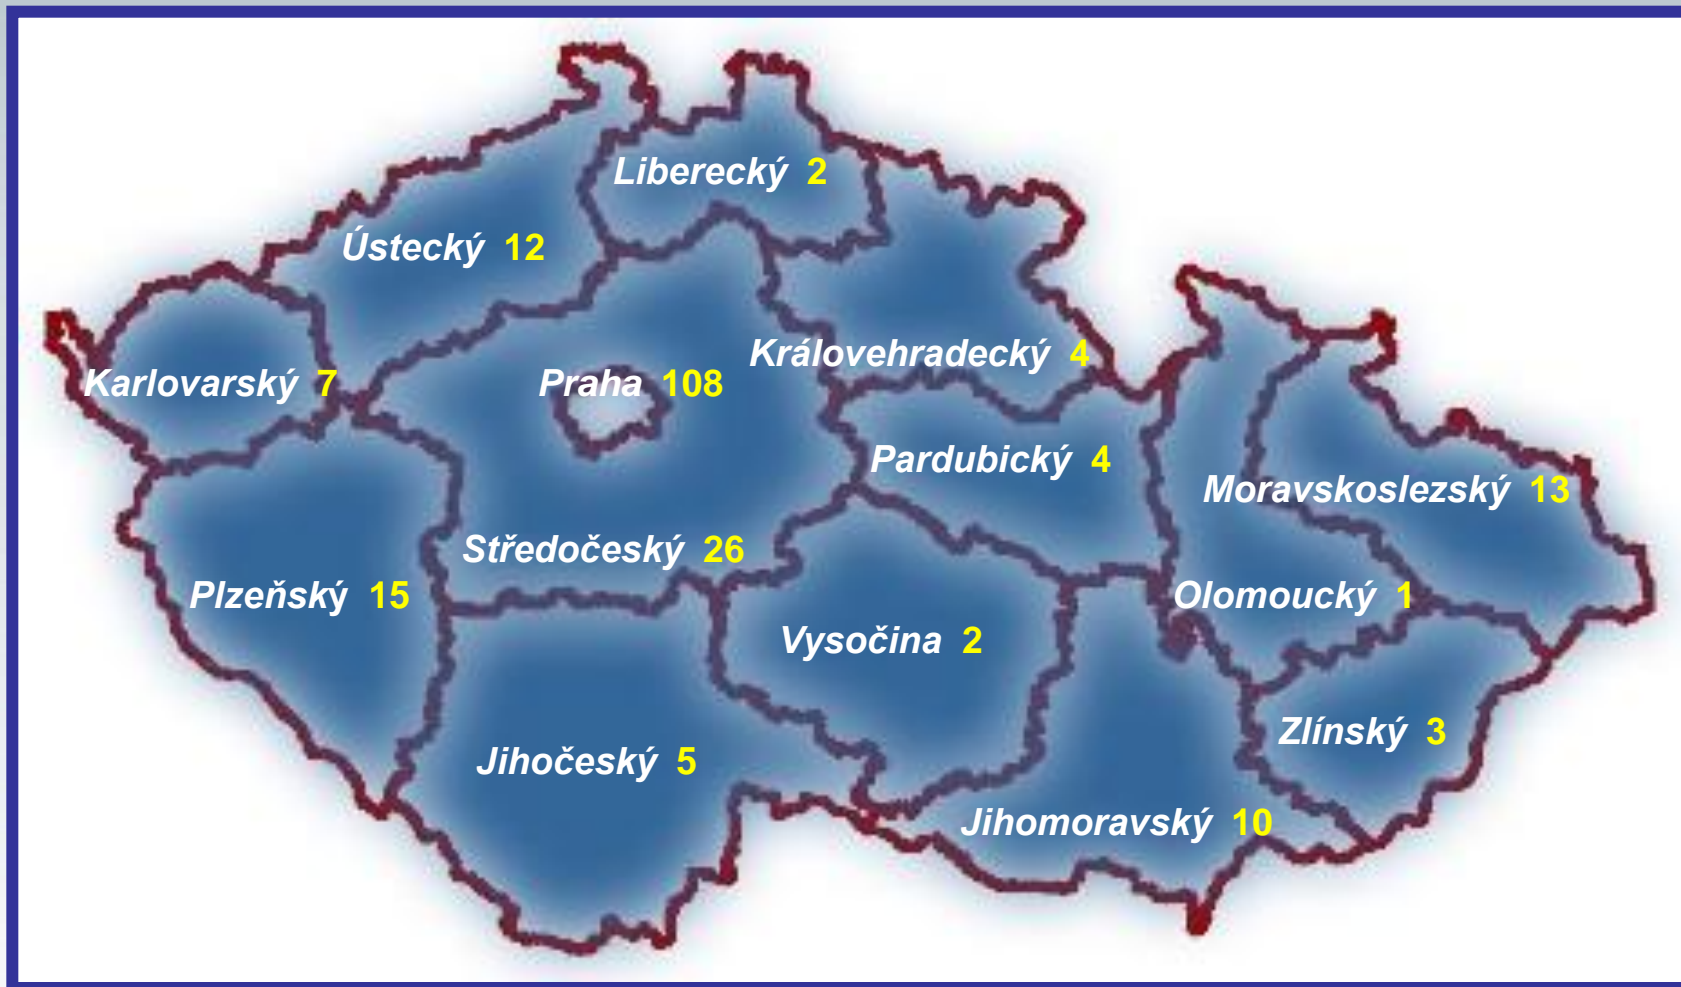 Liberecký 2
Ústecký 12
Královehradecký 4
Karlovarský 7
Praha 108
Pardubický 4
Moravskoslezský 13
Středočeský 26
Plzeňský 15
Olomoucký 1
Vysočina 2
Zlínský 3
Jihočeský 5
Jihomoravský 10